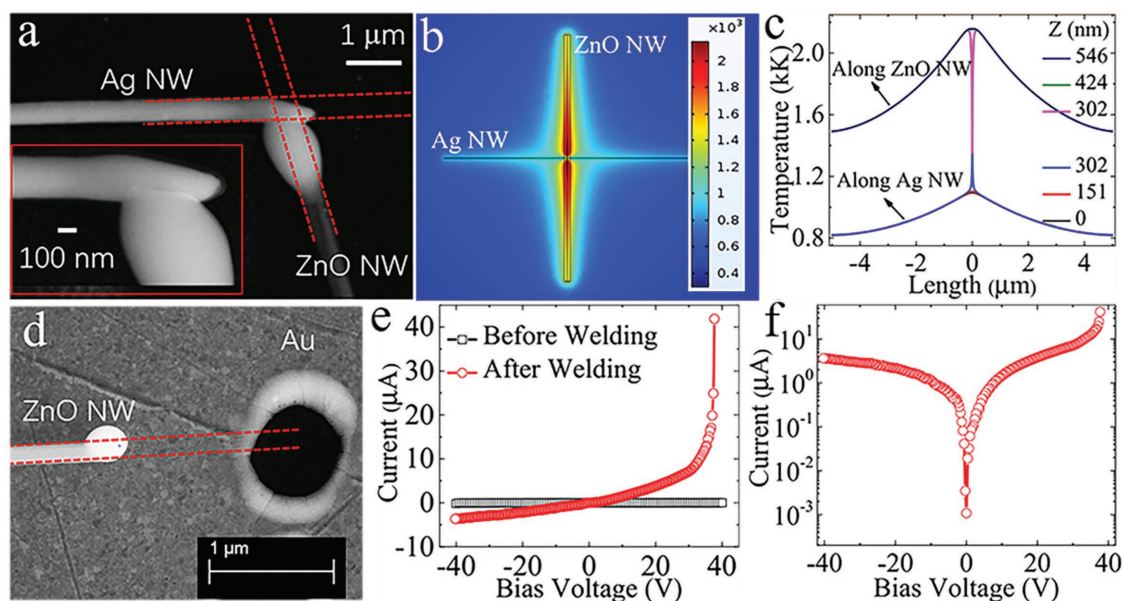 a
Ag NW
1 μm
100 nm
ZnO NW
b
ZnO NW
Ag NW
×10³
2
1.8
1.6
1.4
1.2
1
0.8
0.6
0.4
c
Z (nm)
546
424
302
302
151
0
Along ZnO NW
Along Ag NW
2.0
1.6
1.2
0.8
Temperature (kK)
-4
-2
0
2
4
Length (μm)
d
Au
ZnO NW
1 μm
e
Before Welding
After Welding
40
30
20
10
0
-10
Current (μA)
-40
-20
0
20
40
Bias Voltage (V)
f
10¹
10⁰
10⁻¹
10⁻²
10⁻³
Current (μA)
-40
-20
0
20
40
Bias Voltage (V)